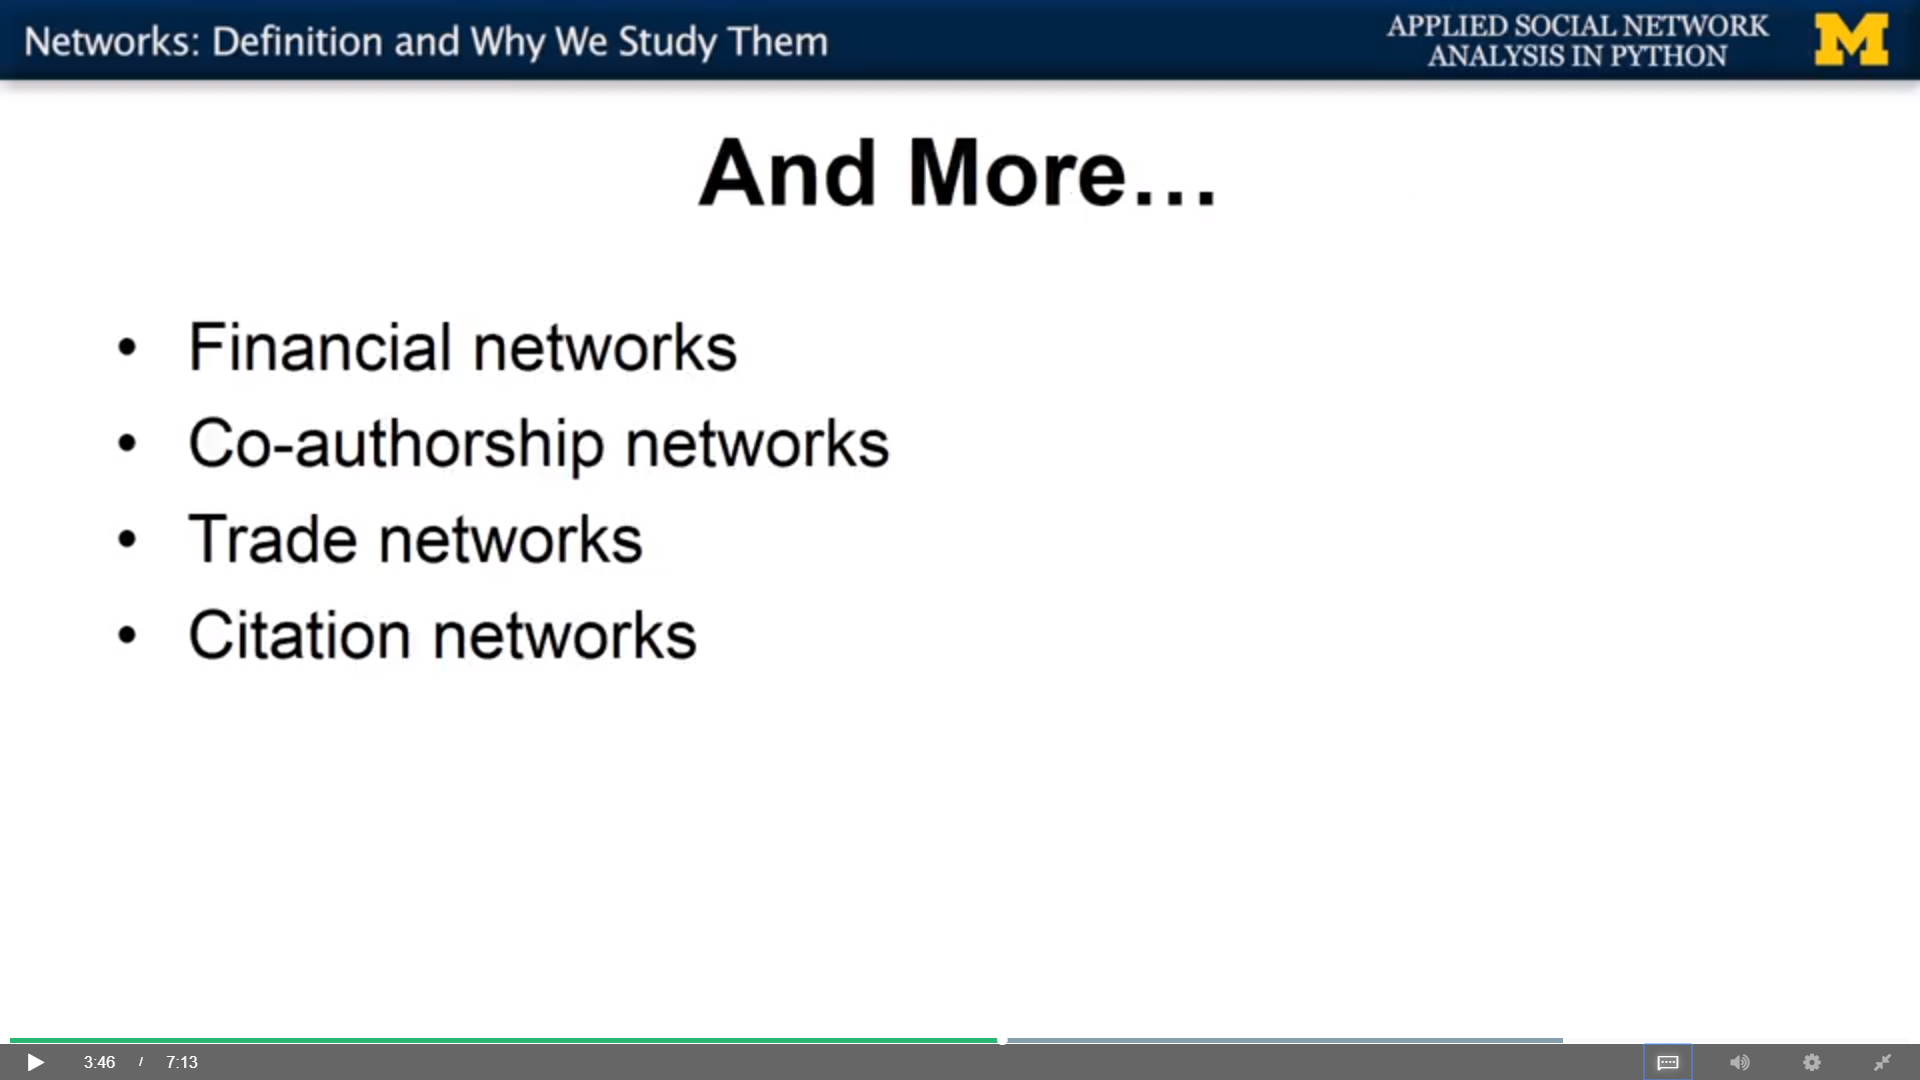 Networks: Definition and Why We Study Them
APPLIED SOCIAL NETWORK
ANALYSIS IN PYTHON
M
And More...
• Financial networks
• Co-authorship networks
• Trade networks
• Citation networks
3:46 / 7:13